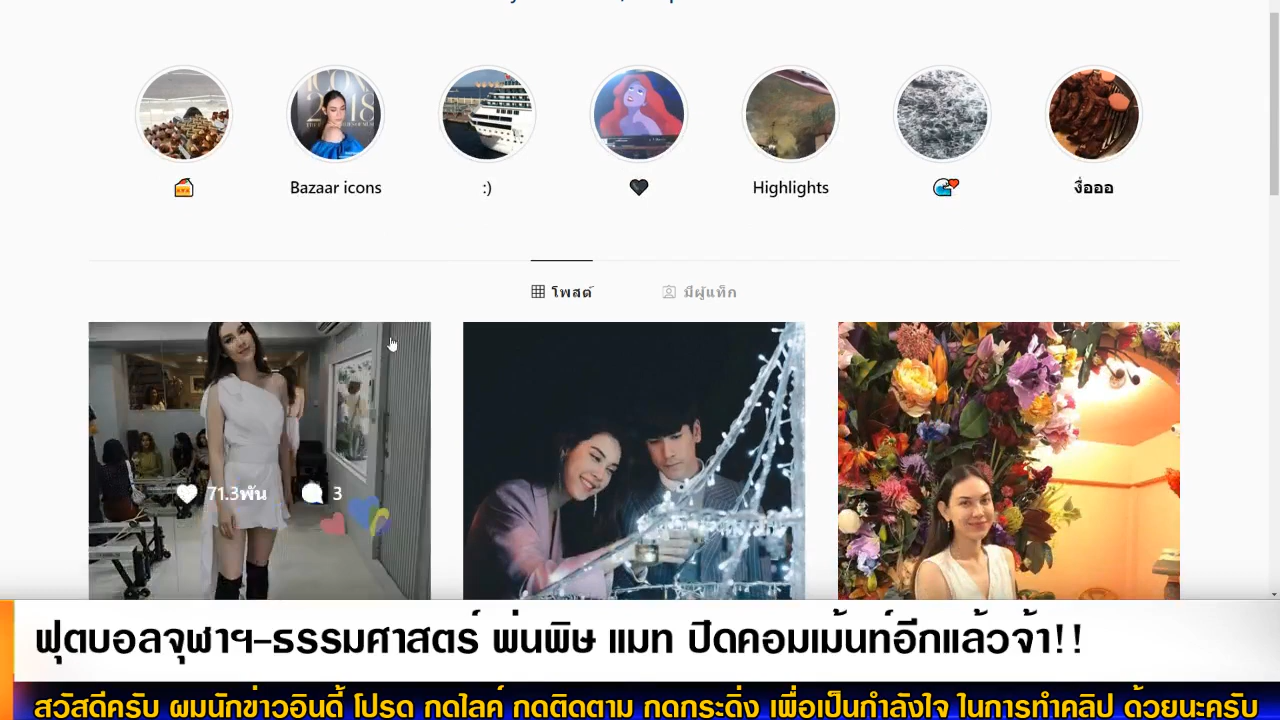 ICON
2018
Bazaar icons
:)
Highlights
งื่อออ
โพสต์
มีผู้แท็ก
71.3พัน
3
ฟุตบอลจุฬาฯ-ธรรมศาสตร์ พ่นพิษ แมท ปิดคอมเม้นท์อีกแล้วจ้า!!
สวัสดีครับ ผมนักข่าวอินดี้ โปรด กดไลค์ กดติดตาม กดกระดิ่ง เพื่อเป็นกำลังใจ ในการทำคลิป ด้วยนะครับ